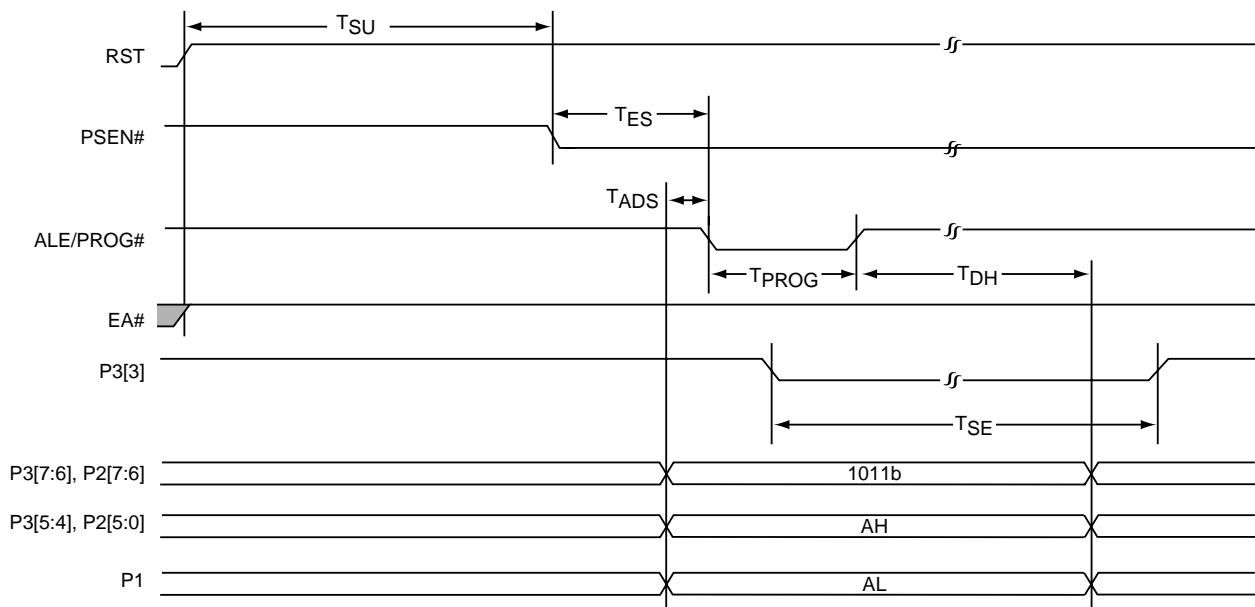 TSU
RST
TES
PSEN#
TADS
ALE/PROG#
TPROG
TDH
EA#
P3[3]
TSE
P3[7:6], P2[7:6] 1011b
P3[5:4], P2[5:0] AH
P1 AL